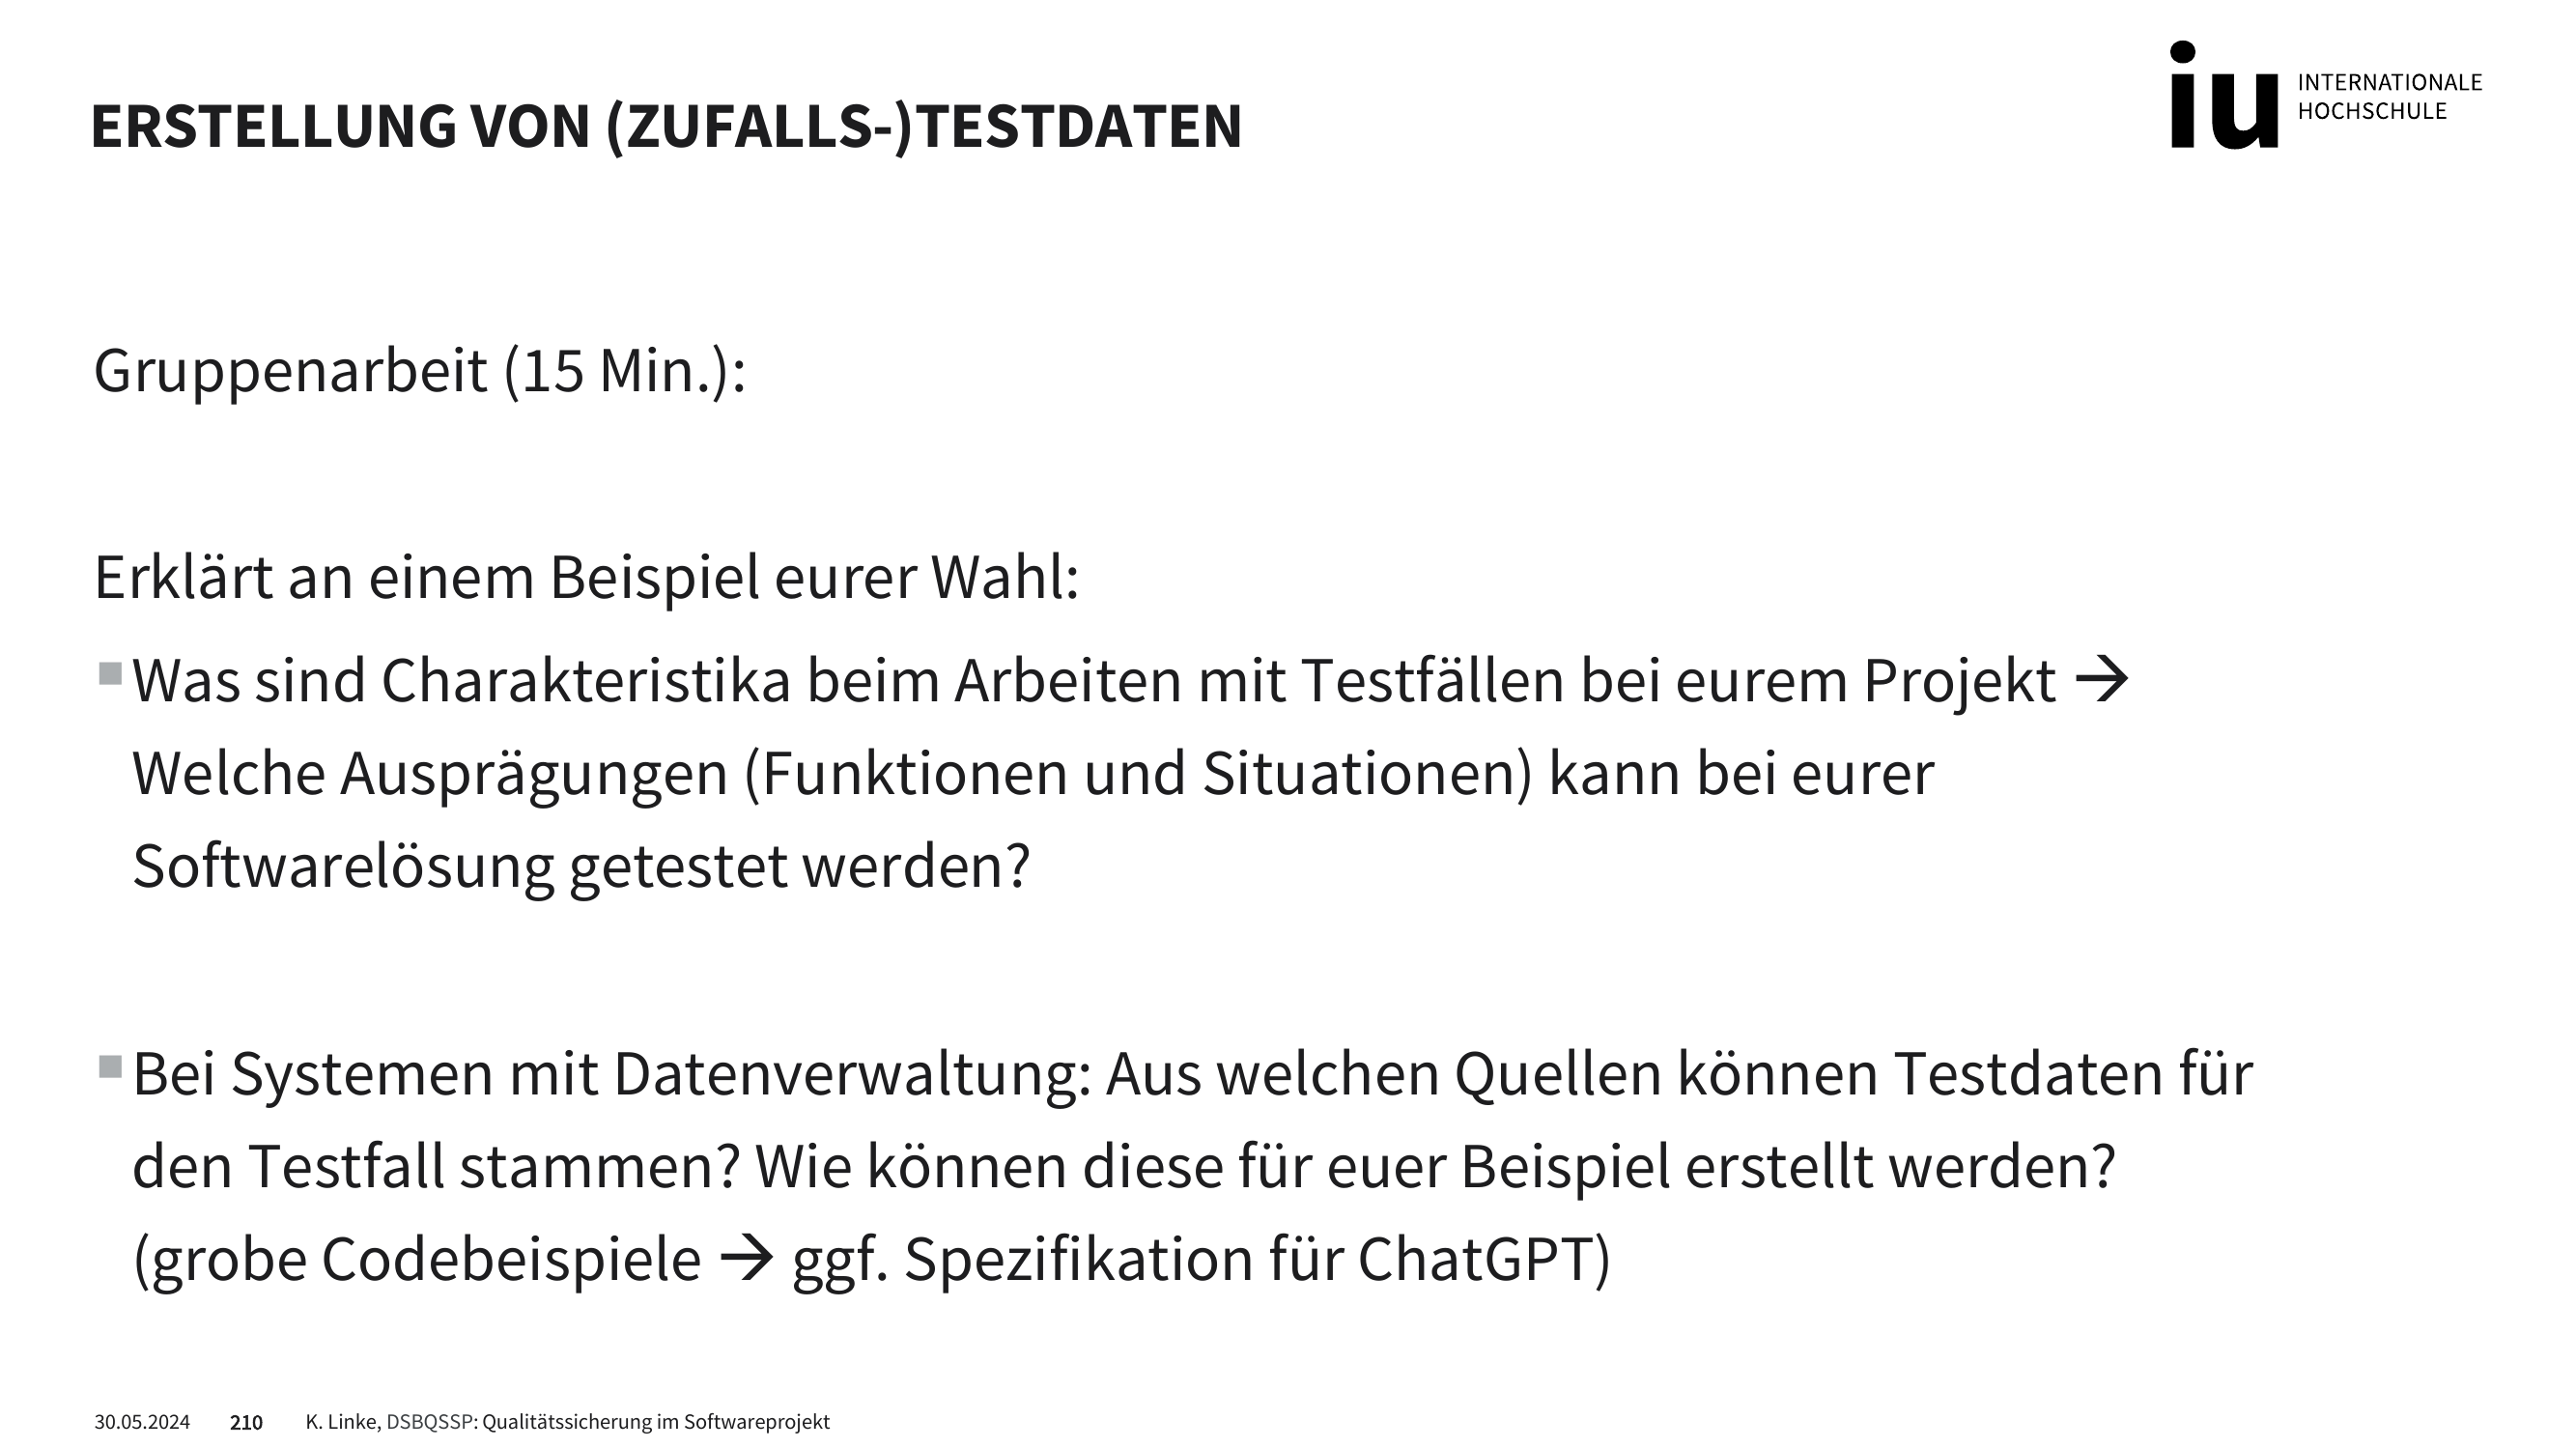 ERSTELLUNG VON (ZUFALLS-)TESTDATEN
iu INTERNATIONALE
HOCHSCHULE
Gruppenarbeit (15 Min.):
Erklärt an einem Beispiel eurer Wahl:
▪ Was sind Charakteristika beim Arbeiten mit Testfällen bei eurem Projekt →
Welche Ausprägungen (Funktionen und Situationen) kann bei eurer
Softwarelösung getestet werden?
▪ Bei Systemen mit Datenverwaltung: Aus welchen Quellen können Testdaten für
den Testfall stammen? Wie können diese für euer Beispiel erstellt werden?
(grobe Codebeispiele → ggf. Spezifikation für ChatGPT)
30.05.2024 210 K. Linke, DSBQSSP: Qualitätssicherung im Softwareprojekt